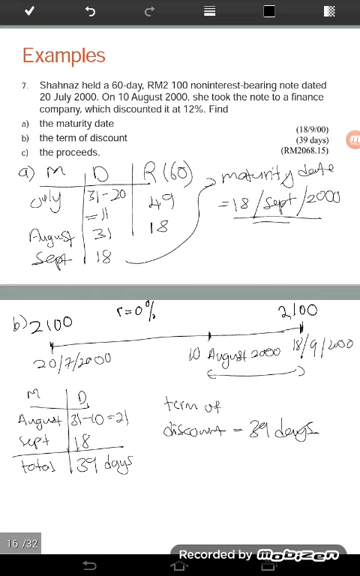 Examples
7. Shahnaz held a 60-day, RM2 100 noninterest-bearing note dated
20 July 2000. On 10 August 2000, she took the note to a finance
company, which discounted it at 12%. Find
a) the maturity date (18/9/00)
b) the term of discount (39 days)
c) the proceeds. (RM2068.15)
a) M D R (60)
July 31-20 49
=11
August 31 18
Sept 18
maturity date
=18/Sept/2000
b) 2100 r=0% 2,100
20/7/2000 10 August 2000 18/9/2000
M D
August 31-10=21
Sept 18
total 39 days
term of
discount = 39 days
16 /32
Recorded by Mobizen